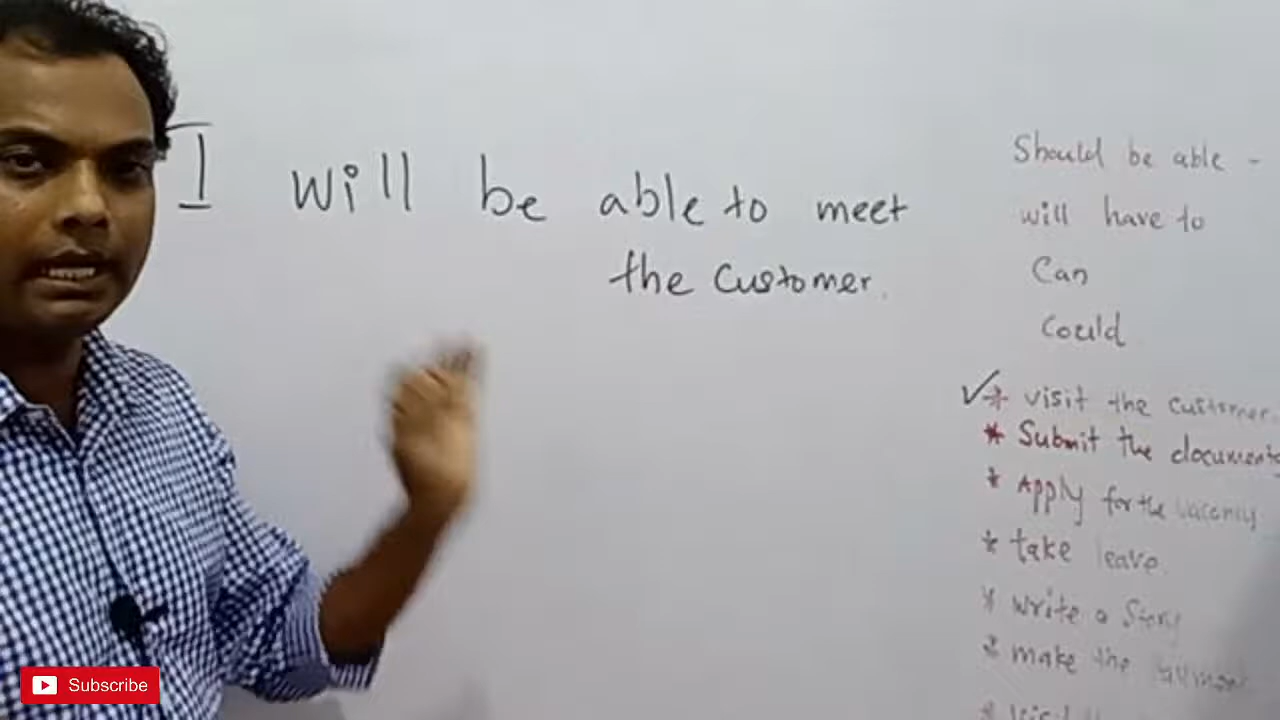 I will be able to meet
the customer.
Should be able -
will have to
Can
Could
✓* visit the customer.
* Submit the documents
* Apply for the vacancy
* take leave
* write a Story
* make the
Subscribe